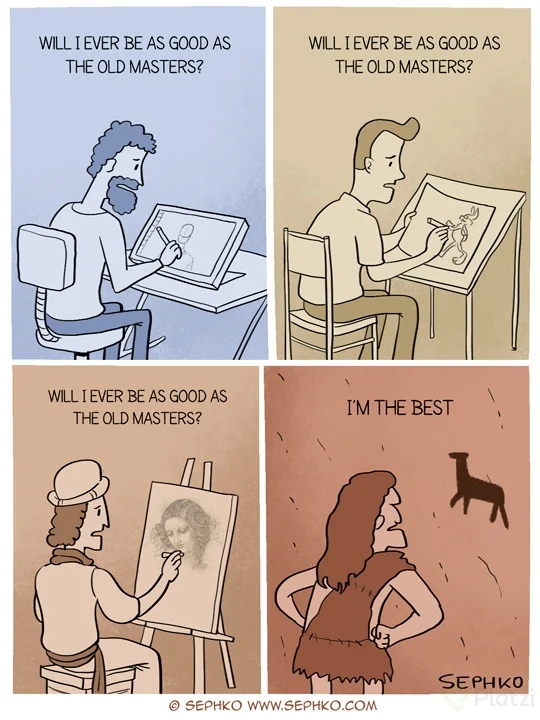 WILL I EVER BE AS GOOD AS
THE OLD MASTERS?
WILL I EVER BE AS GOOD AS
THE OLD MASTERS?
WILL I EVER BE AS GOOD AS
THE OLD MASTERS?
I'M THE BEST
SEPHKO
Platzi
© SEPHKO WWW.SEPHKO.COM